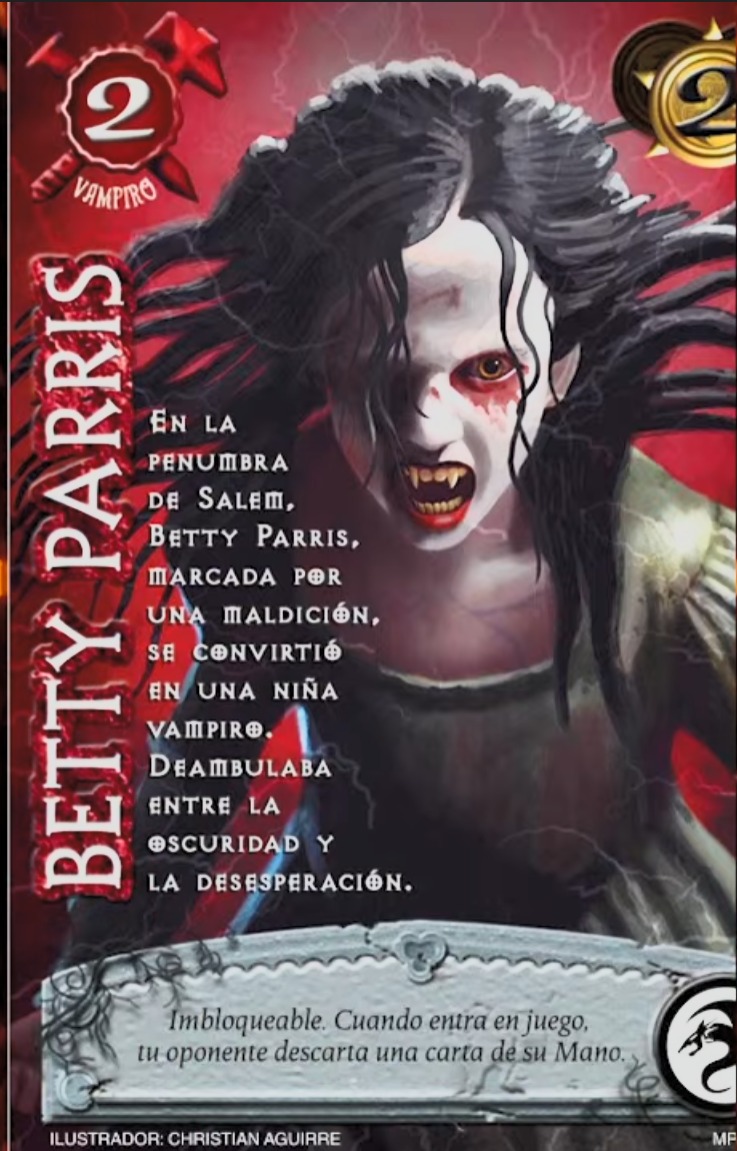 2
VAMPIRO
2
BETTY PARRIS
En la
penumbra
de Salem,
Betty Parris,
marcada por
una maldición,
se convirtió
en una niña
vampiro.
Deambulaba
entre la
oscuridad y
la desesperación.
Imbloqueable. Cuando entra en juego,
tu oponente descarta una carta de su Mano.
ILUSTRADOR: CHRISTIAN AGUIRRE